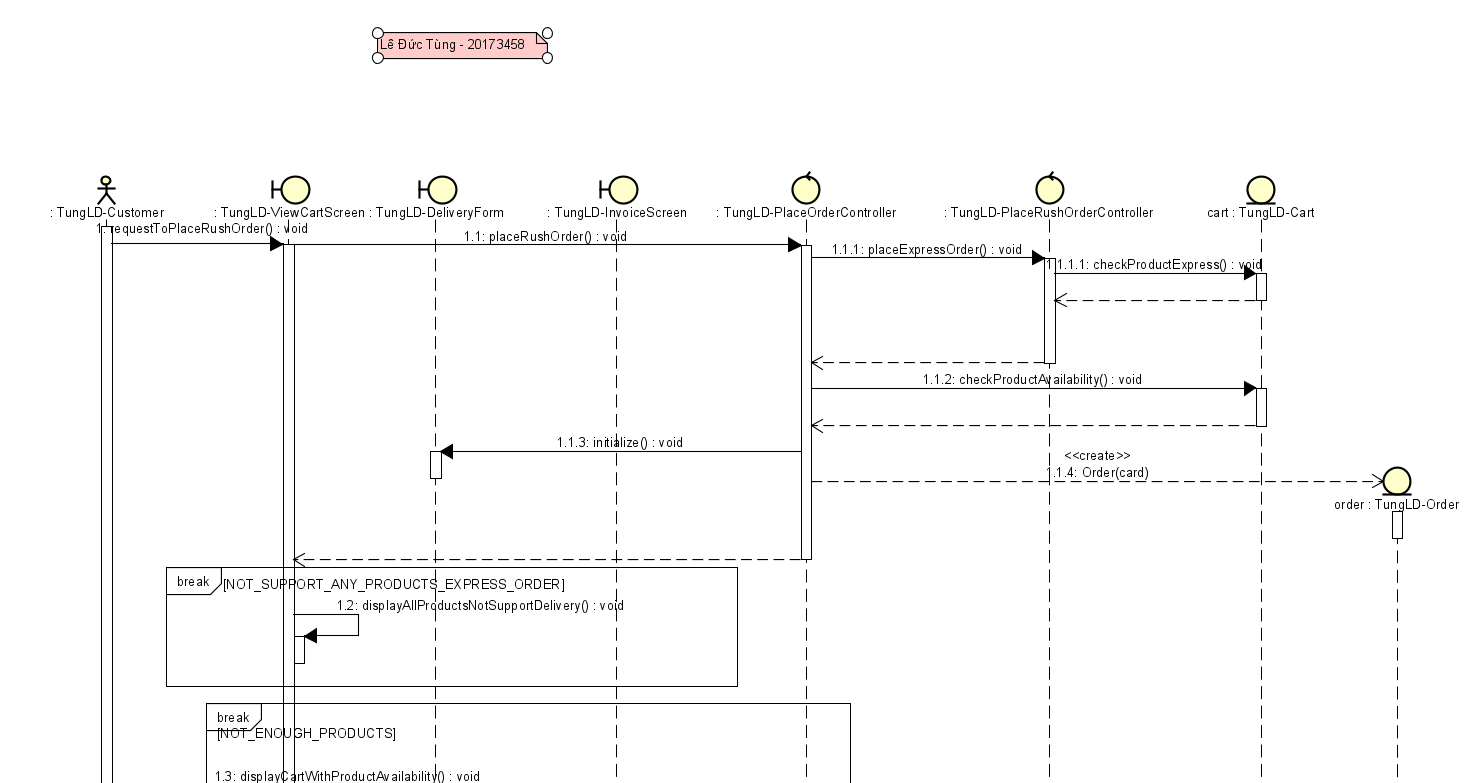 Lê Đức Tùng - 20173458
: TungLD-Customer
: TungLD-ViewCartScreen
: TungLD-DeliveryForm
: TungLD-InvoiceScreen
: TungLD-PlaceOrderController
: TungLD-PlaceRushOrderController
cart : TungLD-Cart
1: requestToPlaceRushOrder() : void
1.1: placeRushOrder() : void
1.1.1: placeExpressOrder() : void
1.1.1.1: checkProductExpress() : void
1.1.2: checkProductAvailability() : void
1.1.3: initialize() : void
<<create>>
1.1.4: Order(card)
order : TungLD-Order
break
[NOT_SUPPORT_ANY_PRODUCTS_EXPRESS_ORDER]
1.2: displayAllProductsNotSupportDelivery() : void
break
[NOT_ENOUGH_PRODUCTS]
1.3: displayCartWithProductAvailability() : void